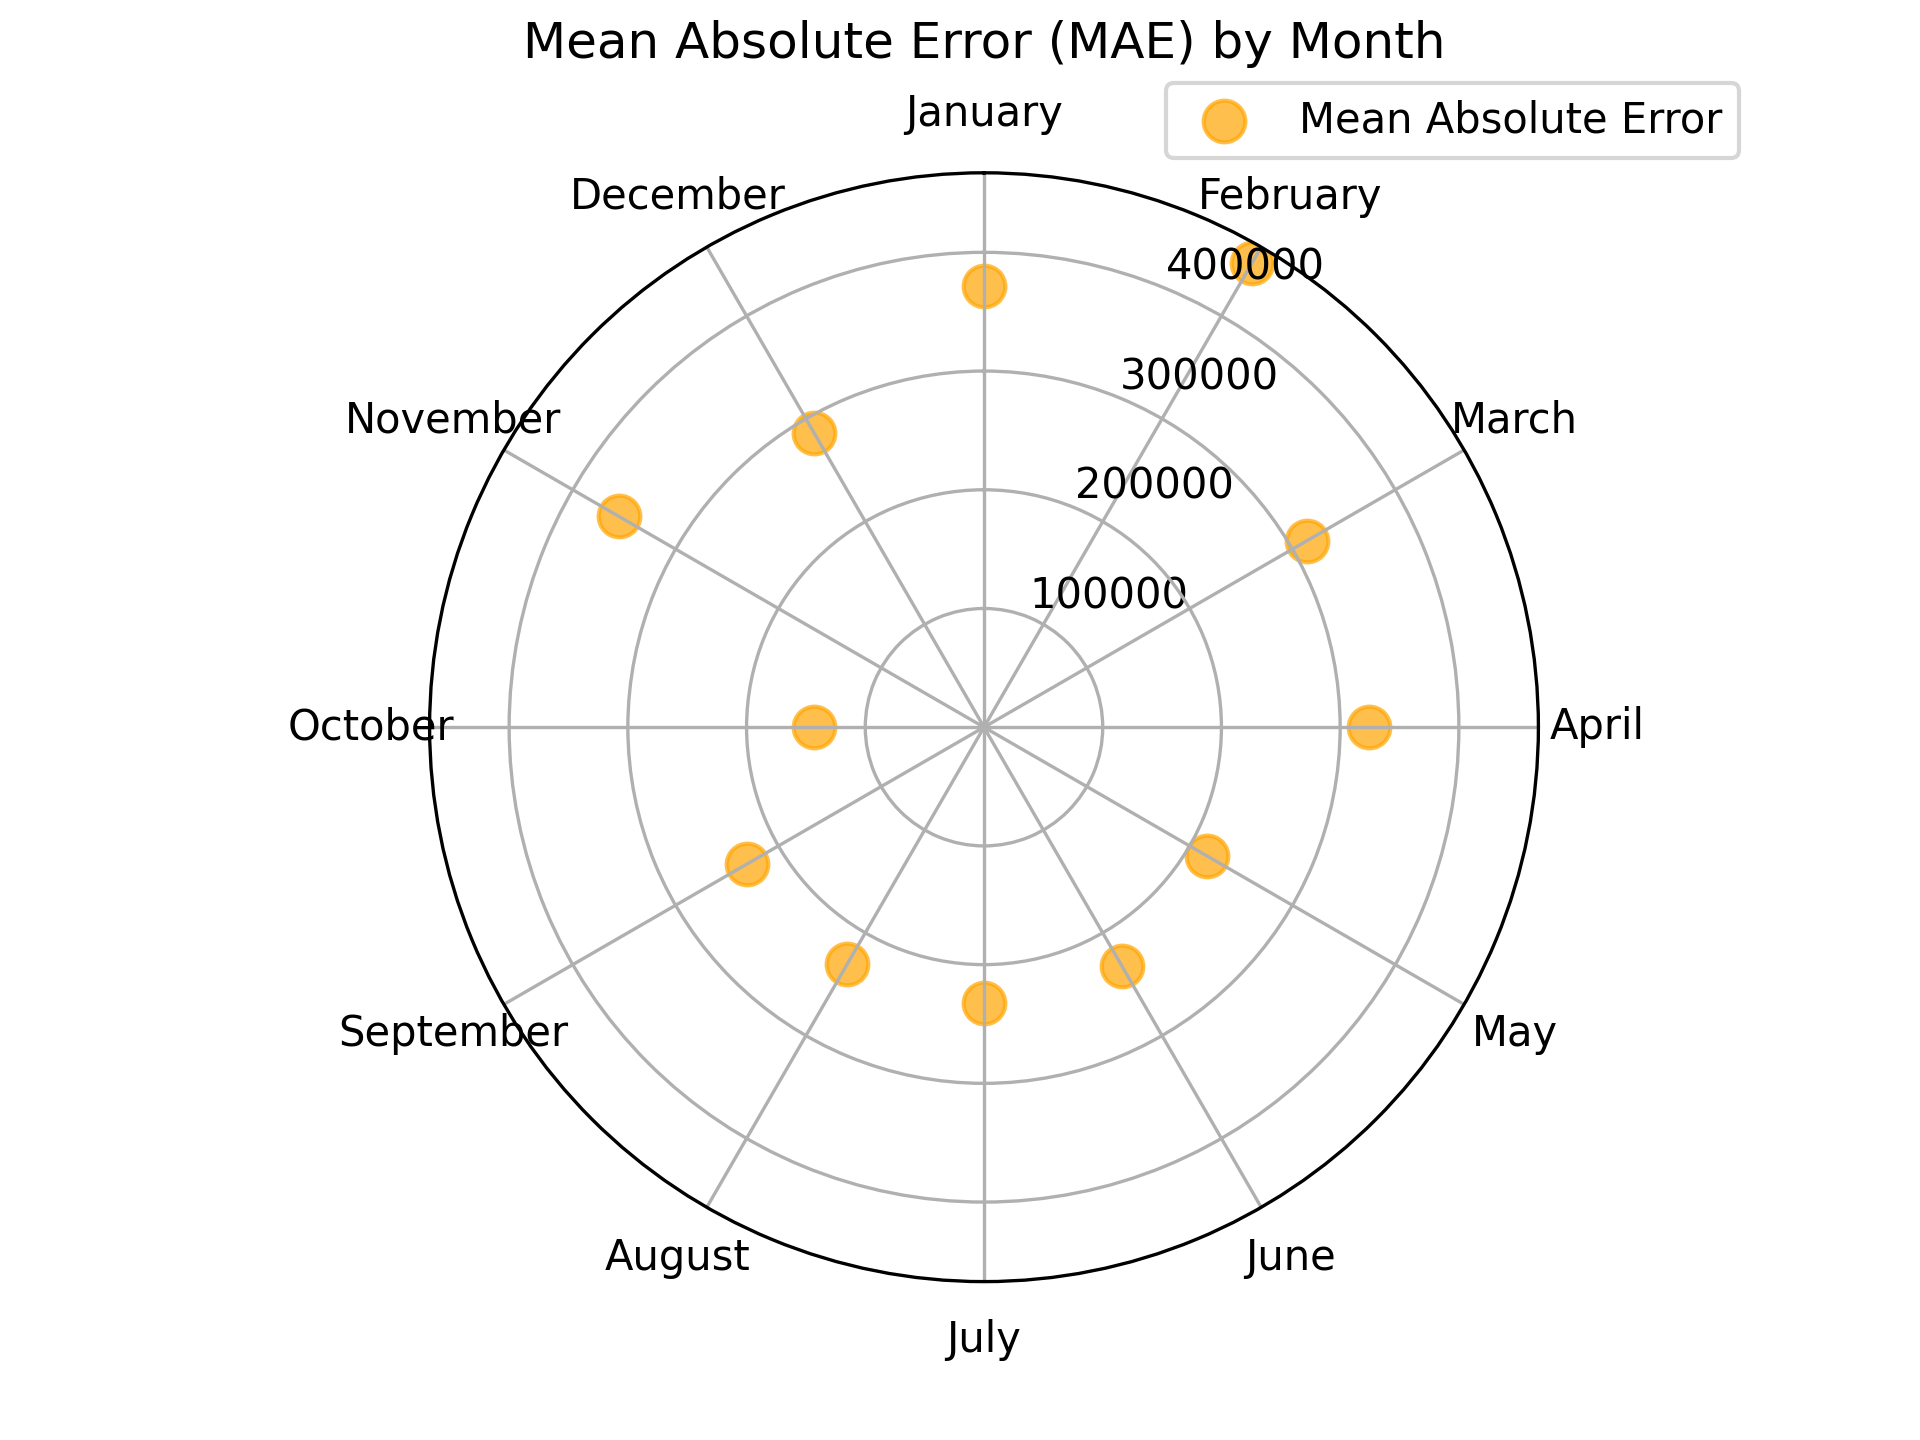 Mean Absolute Error (MAE) by Month
Mean Absolute Error
January
February
March
April
May
June
July
August
September
October
November
December
100000
200000
300000
400000